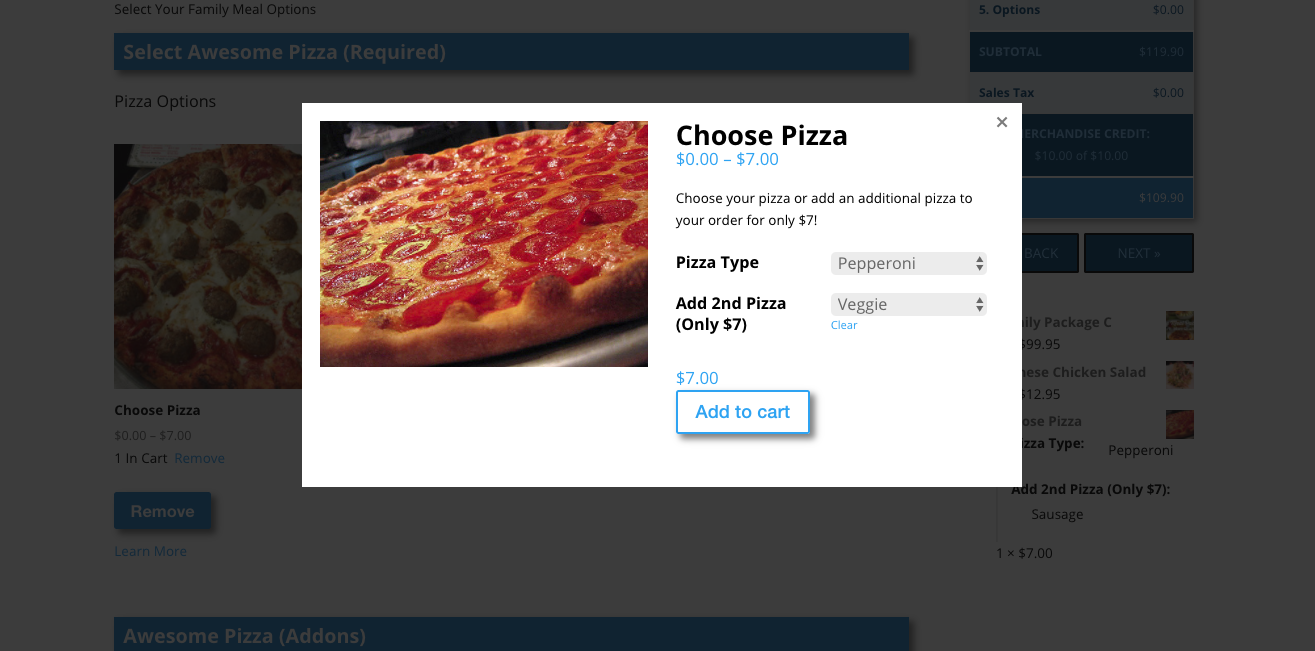 Select Your Family Meal Options
Select Awesome Pizza (Required)
Pizza Options
Choose Pizza
$0.00 – $7.00
1 In Cart Remove
Remove
Learn More
Awesome Pizza (Addons)
Choose Pizza
×
$0.00 – $7.00
Choose your pizza or add an additional pizza to
your order for only $7!
Pizza Type Pepperoni
Add 2nd Pizza
(Only $7)
Veggie
Clear
$7.00
Add to cart
5. Options $0.00
SUBTOTAL $119.90
Sales Tax $0.00
ERCHANDISE CREDIT:
$10.00 of $10.00
$109.90
BACK
NEXT »
ily Package C
$99.95
nese Chicken Salad
$12.95
ose Pizza
zza Type: Pepperoni
Add 2nd Pizza (Only $7):
Sausage
1 × $7.00